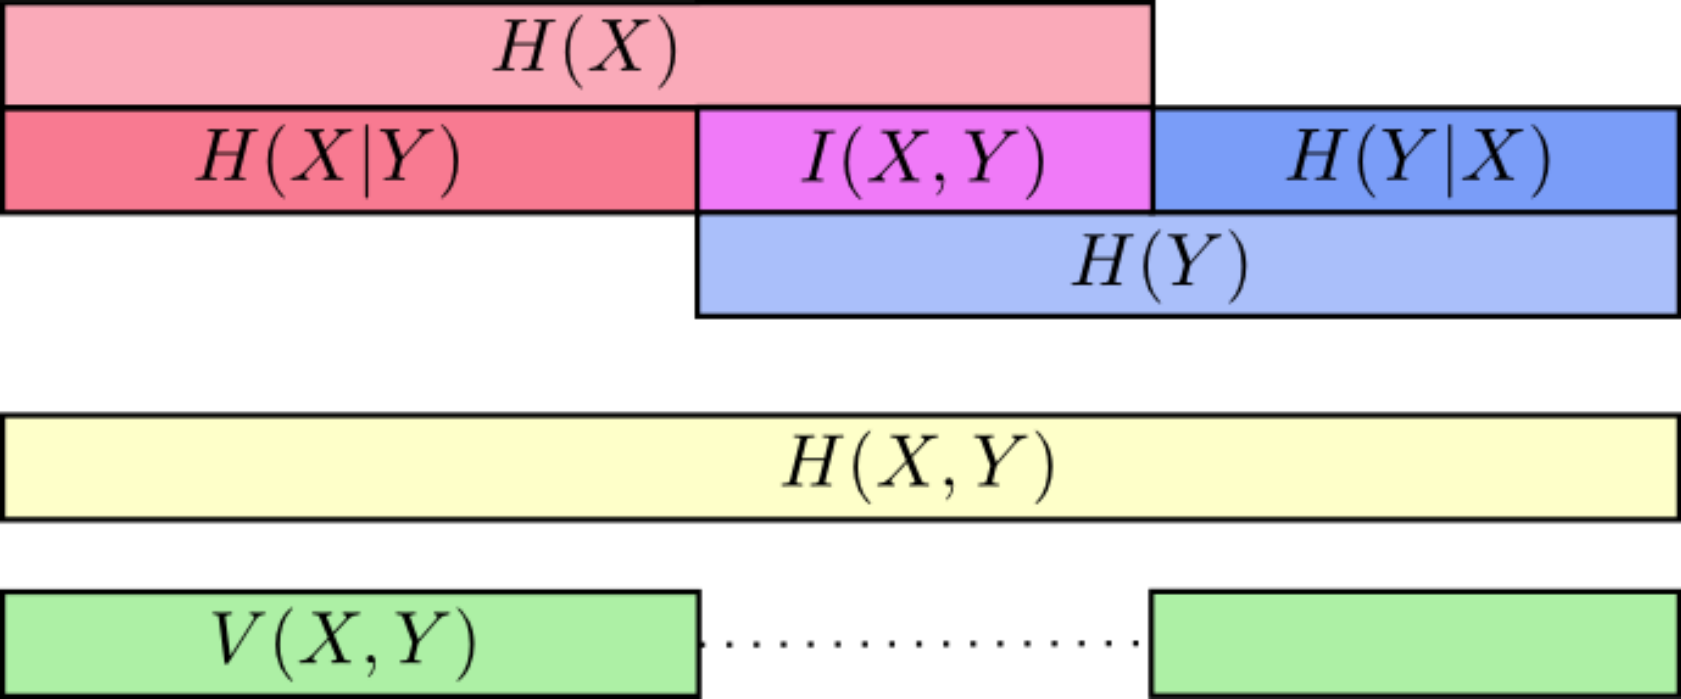 H(X)
H(X|Y) I(X,Y) H(Y|X)
H(Y)
H(X,Y)
V(X,Y)